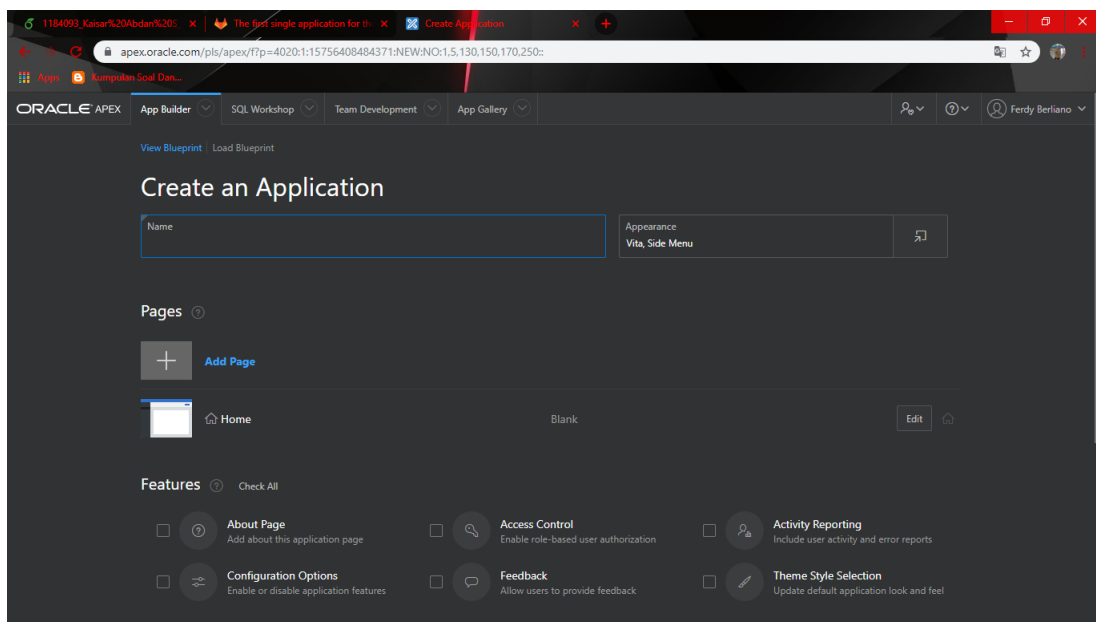 1184093_Kaisar%20Abdan%20S
The first single application for th
Create Application
apex.oracle.com/pls/apex/f?p=4020:1:15756408484371:NEW:NO:1,5,130,150,170,250::
Apps
Kumpulan Soal Dan...
ORACLE APEX
App Builder
SQL Workshop
Team Development
App Gallery
Ferdy Berliano
View Blueprint
Load Blueprint
Create an Application
Name
Appearance
Vita, Side Menu
Pages
Add Page
Home
Blank
Edit
Features
Check All
About Page
Add about this application page
Access Control
Enable role-based user authorization
Activity Reporting
Include user activity and error reports
Configuration Options
Enable or disable application features
Feedback
Allow users to provide feedback
Theme Style Selection
Update default application look and feel